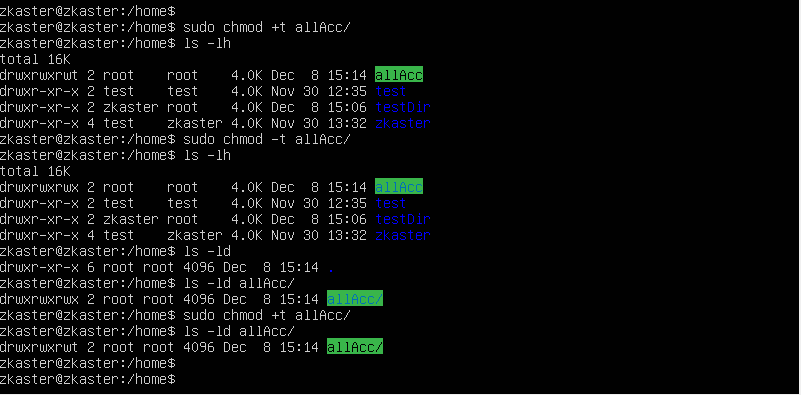 zkaster@zkaster:/home$
zkaster@zkaster:/home$ sudo chmod +t allAcc/
zkaster@zkaster:/home$ ls -lh
total 16K
drwxrwxrwt 2 root    root    4.0K Dec  8 15:14 allAcc
drwxr-xr-x 2 test    test    4.0K Nov 30 12:35 test
drwxr-xr-x 2 zkaster root    4.0K Dec  8 15:06 testDir
drwxr-xr-x 4 test    zkaster 4.0K Nov 30 13:32 zkaster
zkaster@zkaster:/home$ sudo chmod -t allAcc/
zkaster@zkaster:/home$ ls -lh
total 16K
drwxrwxrwx 2 root    root    4.0K Dec  8 15:14 allAcc
drwxr-xr-x 2 test    test    4.0K Nov 30 12:35 test
drwxr-xr-x 2 zkaster root    4.0K Dec  8 15:06 testDir
drwxr-xr-x 4 test    zkaster 4.0K Nov 30 13:32 zkaster
zkaster@zkaster:/home$ ls -ld
drwxr-xr-x 6 root root 4096 Dec  8 15:14 .
zkaster@zkaster:/home$ ls -ld allAcc/
drwxrwxrwx 2 root root 4096 Dec  8 15:14 allAcc/
zkaster@zkaster:/home$ sudo chmod +t allAcc/
zkaster@zkaster:/home$ ls -ld allAcc/
drwxrwxrwt 2 root root 4096 Dec  8 15:14 allAcc/
zkaster@zkaster:/home$
zkaster@zkaster:/home$